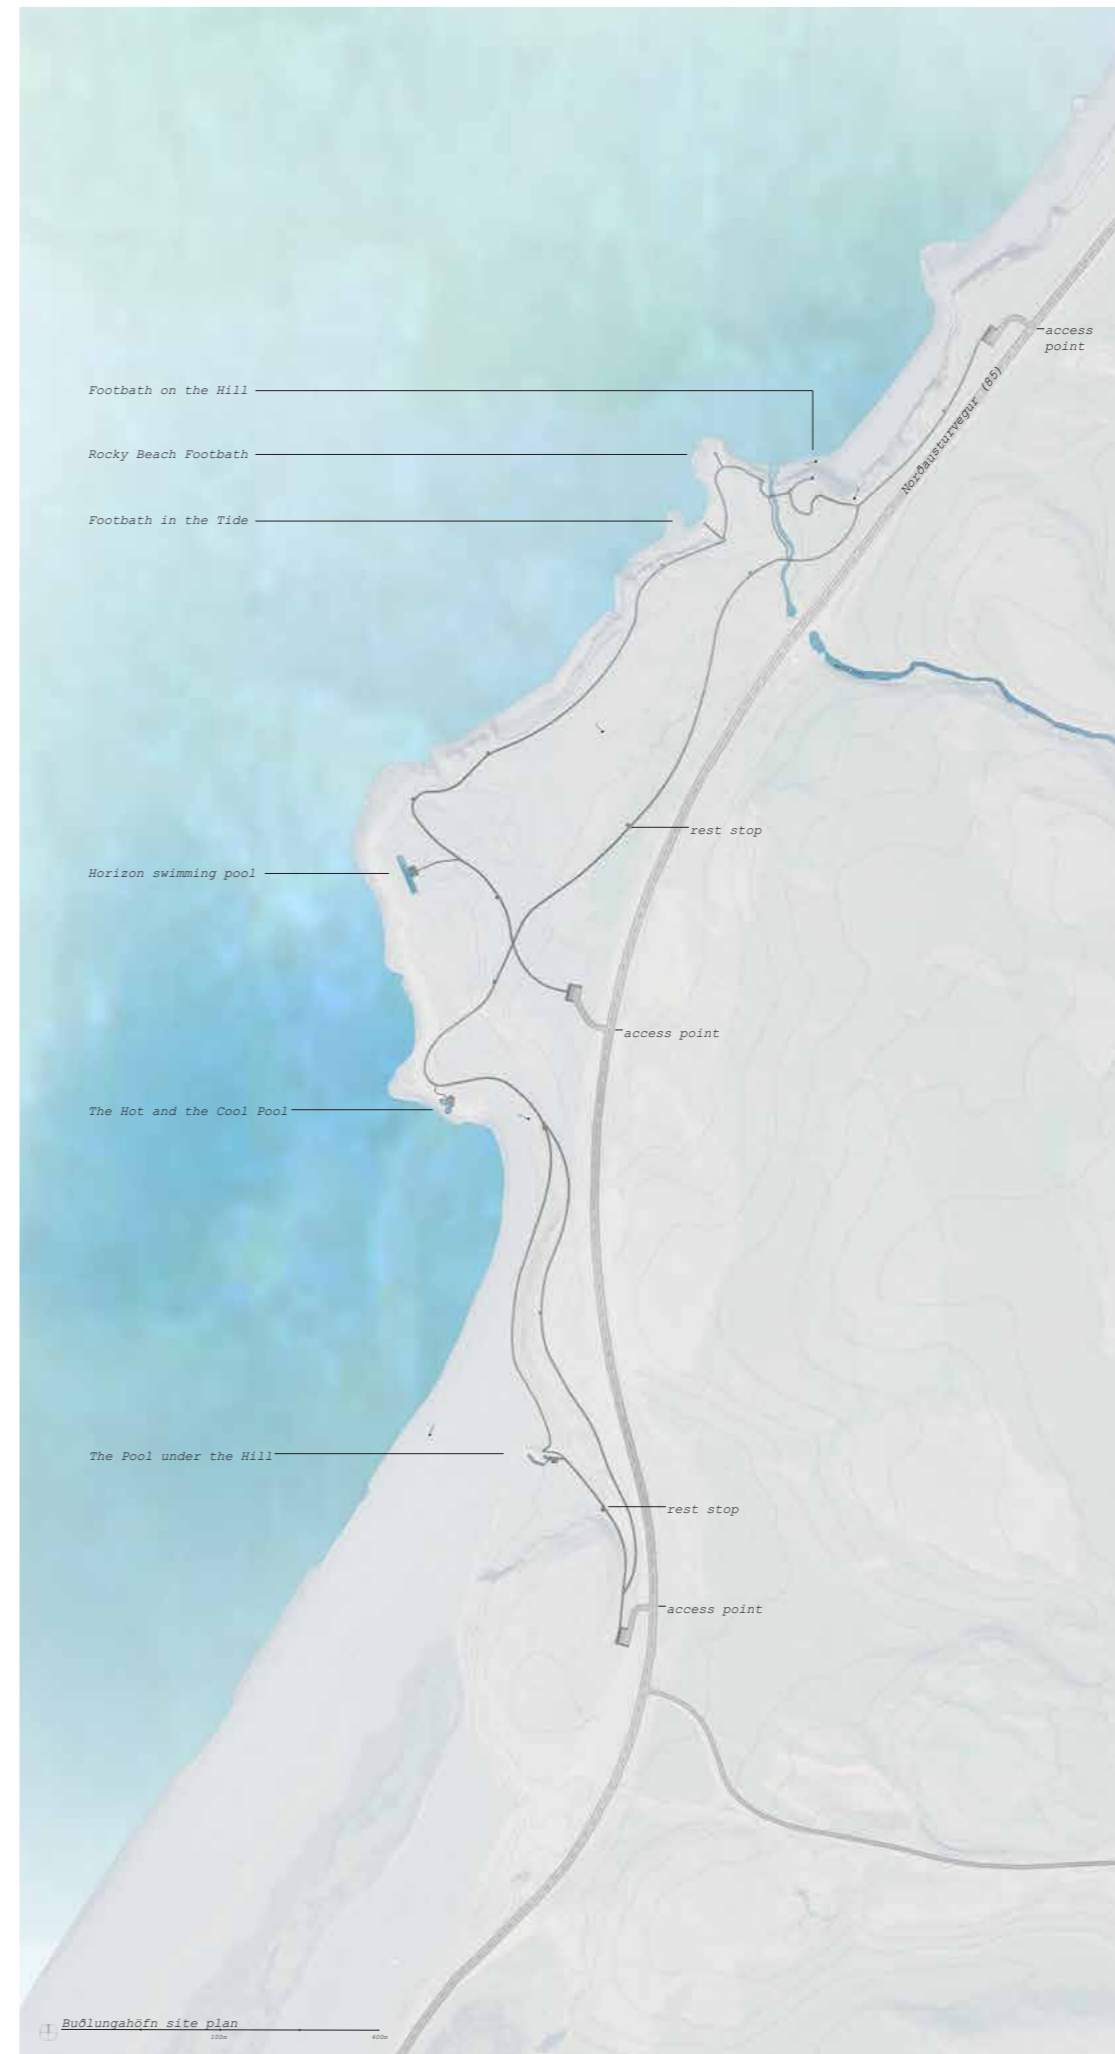 access
point
Norðausturvegur (85)
Footbath on the Hill
Rocky Beach Footbath
Footbath in the Tide
rest stop
Horizon swimming pool
access point
The Hot and the Cool Pool
The Pool under the Hill
rest stop
access point
Buðlungahöfn site plan
100m
400m